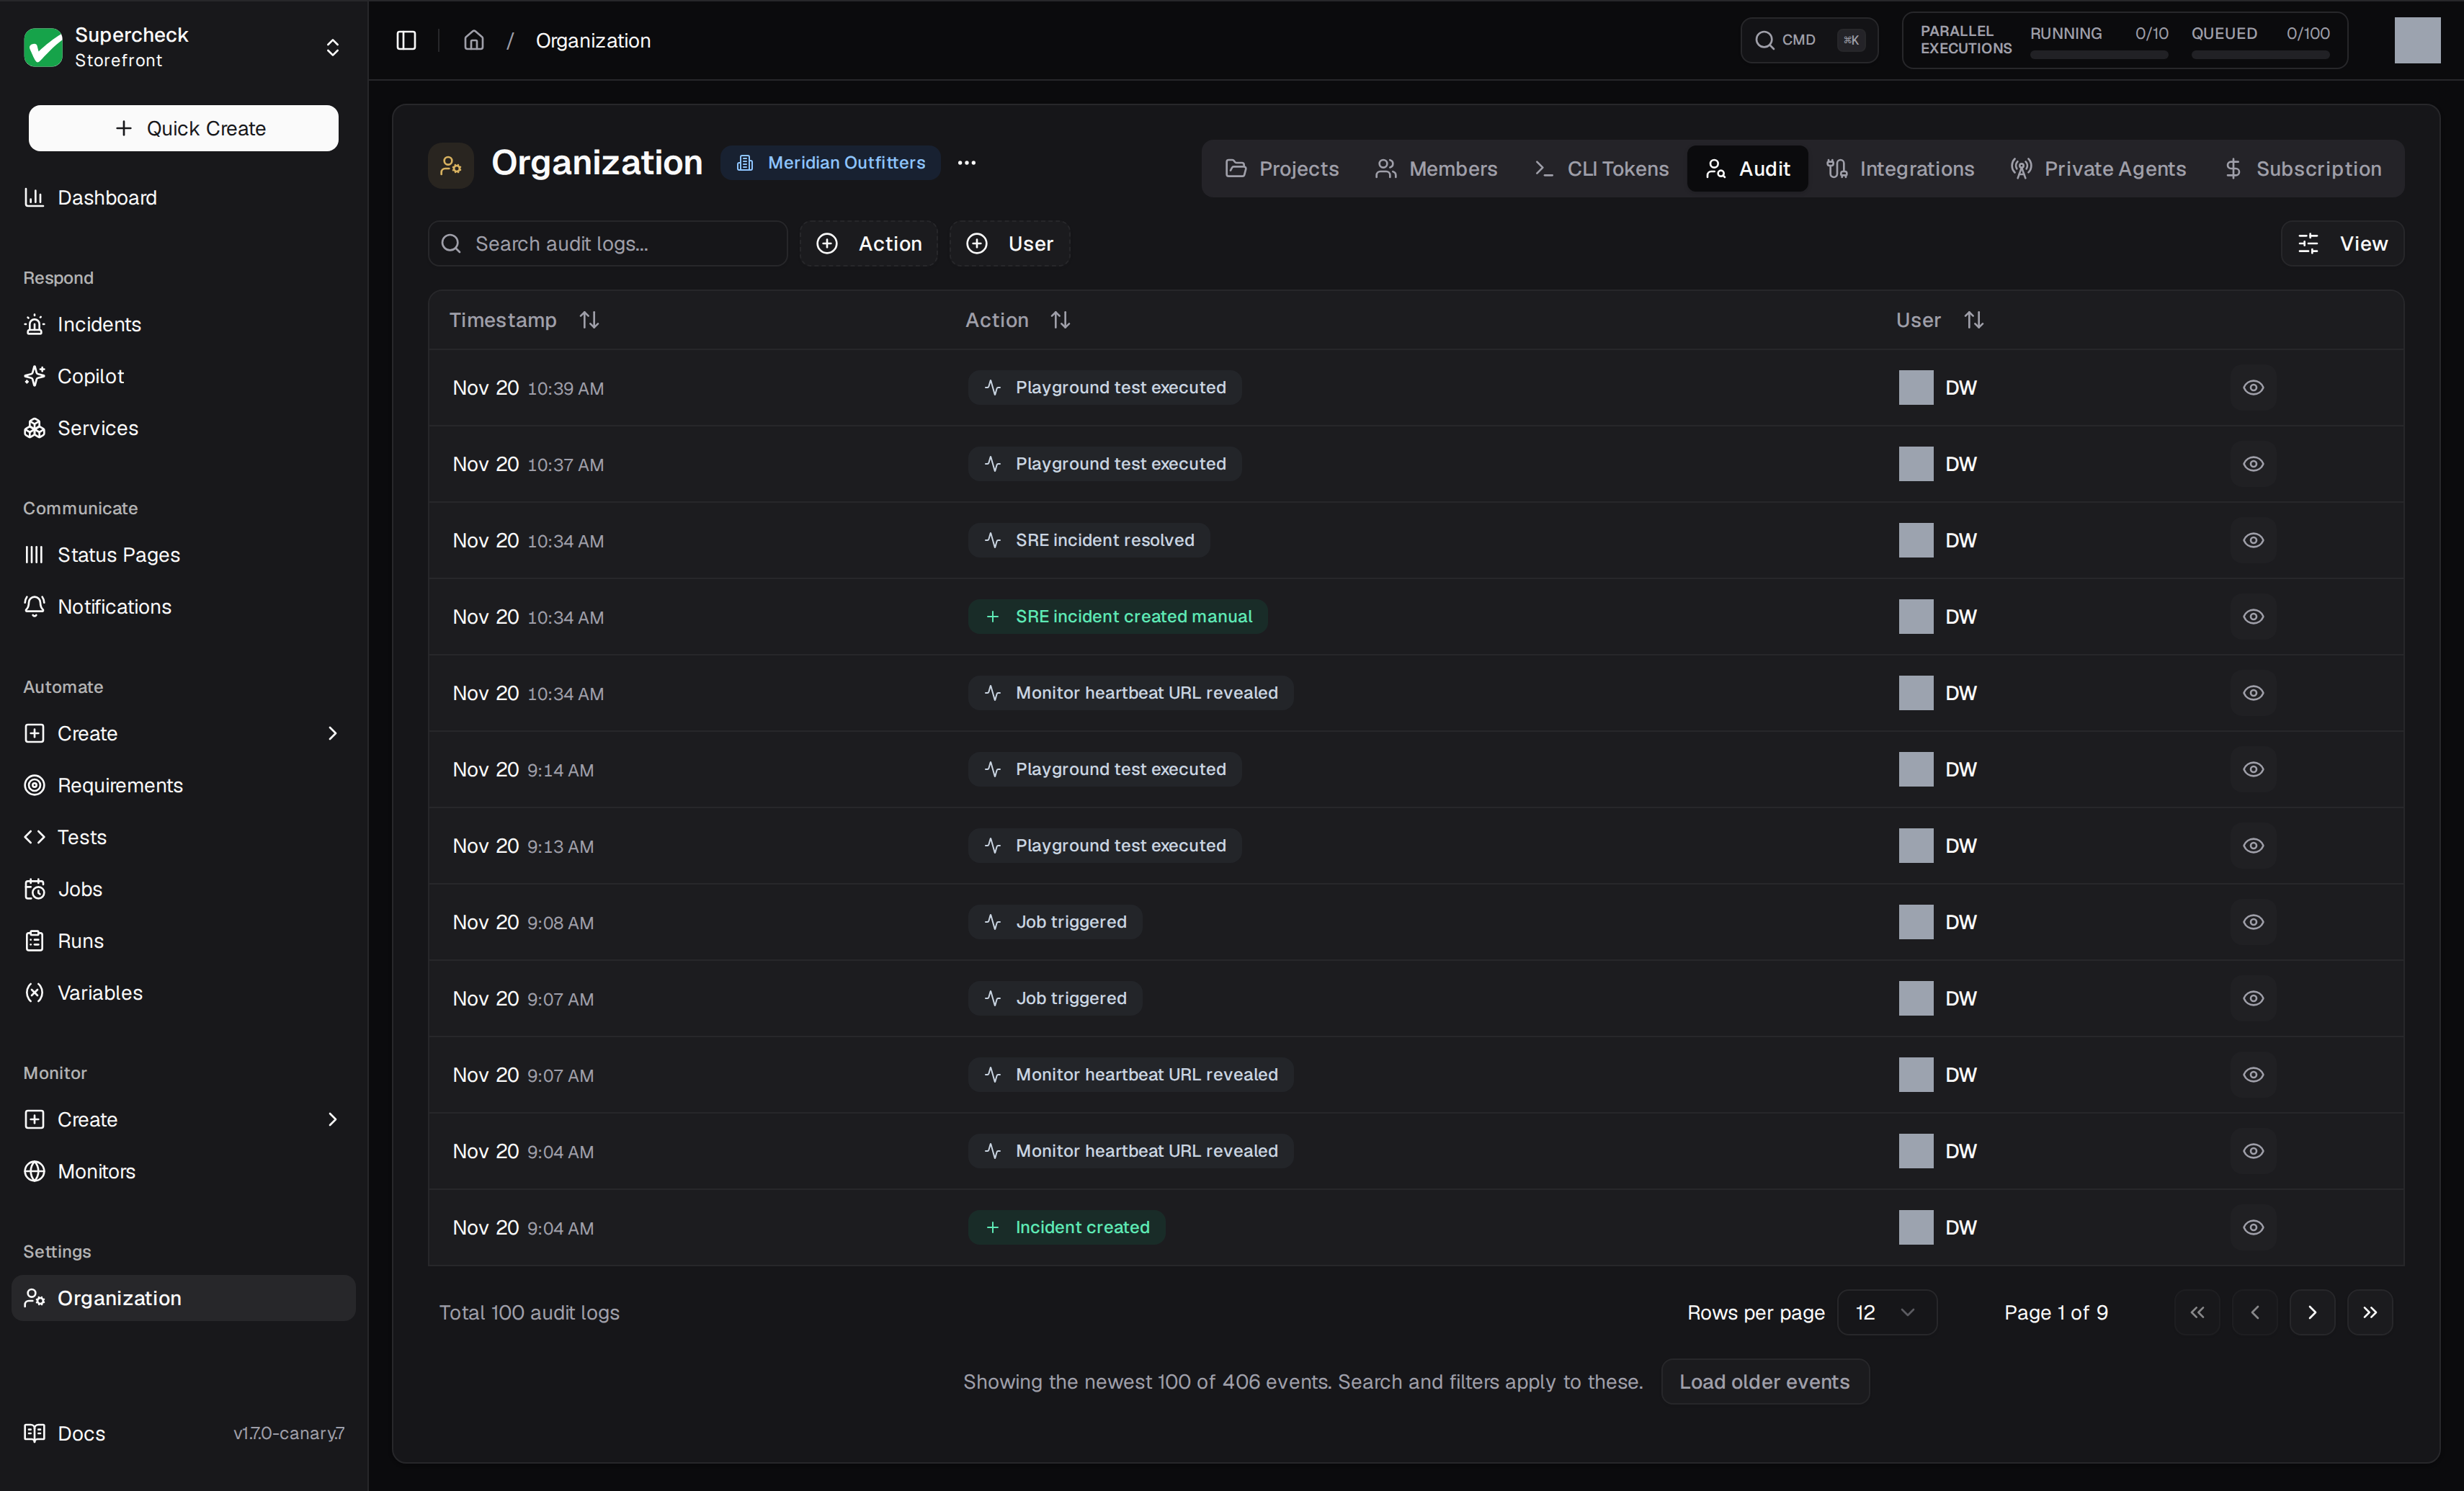 Supercheck
Storefront
Quick Create
Dashboard
Respond
Incidents
Copilot
Services
Communicate
Status Pages
Notifications
Automate
Create
Requirements
Tests
Jobs
Runs
Variables
Monitor
Create
Monitors
Settings
Organization
Docs v1.7.0-canary.7
/ Organization
CMD ⌘K
PARALLEL EXECUTIONS
RUNNING 0/10
QUEUED 0/100
Organization
Meridian Outfitters
Projects
Members
CLI Tokens
Audit
Integrations
Private Agents
Subscription
Search audit logs...
Action
User
View
Timestamp Action User
Nov 20 10:39 AM Playground test executed DW
Nov 20 10:37 AM Playground test executed DW
Nov 20 10:34 AM SRE incident resolved DW
Nov 20 10:34 AM SRE incident created manual DW
Nov 20 10:34 AM Monitor heartbeat URL revealed DW
Nov 20 9:14 AM Playground test executed DW
Nov 20 9:13 AM Playground test executed DW
Nov 20 9:08 AM Job triggered DW
Nov 20 9:07 AM Job triggered DW
Nov 20 9:07 AM Monitor heartbeat URL revealed DW
Nov 20 9:04 AM Monitor heartbeat URL revealed DW
Nov 20 9:04 AM Incident created DW
Total 100 audit logs
Rows per page 12
Page 1 of 9
Showing the newest 100 of 406 events. Search and filters apply to these.
Load older events